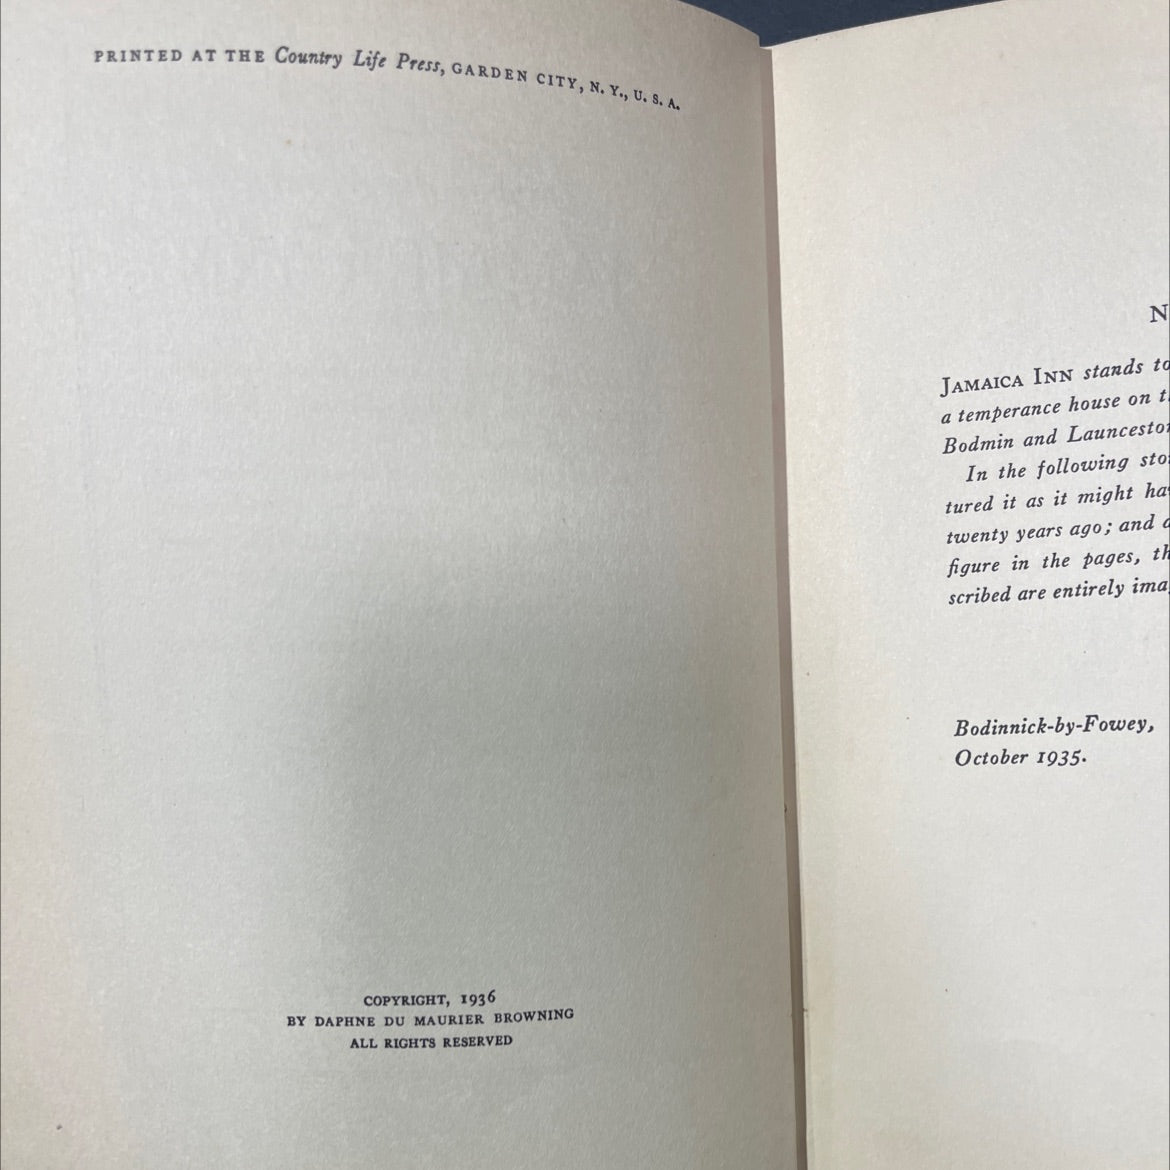 PRINTED AT THE Country Life Press, GARDEN CITY, N. Y., U. S. A.
COPYRIGHT, 1936
BY DAPHNE DU MAURIER BROWNING
ALL RIGHTS RESERVED
N
JAMAICA INN stands to
a temperance house on t
Bodmin and Launcesto
In the following sto
tured it as it might ha
twenty years ago; and a
figure in the pages, th
scribed are entirely ima
Bodinnick-by-Fowey,
October 1935.